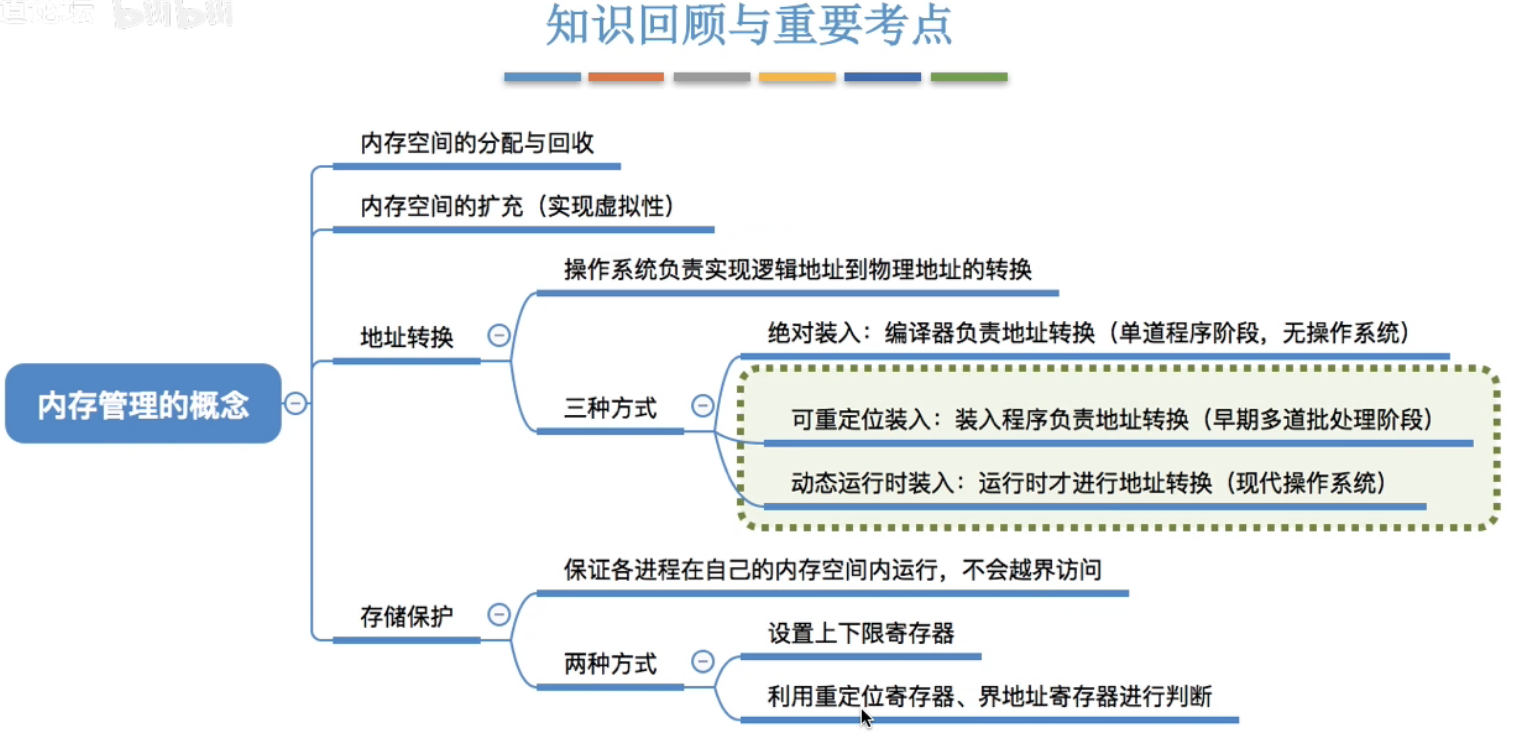 bilibili
知识回顾与重要考点
内存空间的分配与回收
内存空间的扩充（实现虚拟性）
操作系统负责实现逻辑地址到物理地址的转换
地址转换
绝对装入：编译器负责地址转换（单道程序阶段，无操作系统）
三种方式
可重定位装入：装入程序负责地址转换（早期多道批处理阶段）
动态运行时装入：运行时才进行地址转换（现代操作系统）
内存管理的概念
保证各进程在自己的内存空间内运行，不会越界访问
存储保护
设置上下限寄存器
两种方式
利用重定位寄存器、界地址寄存器进行判断